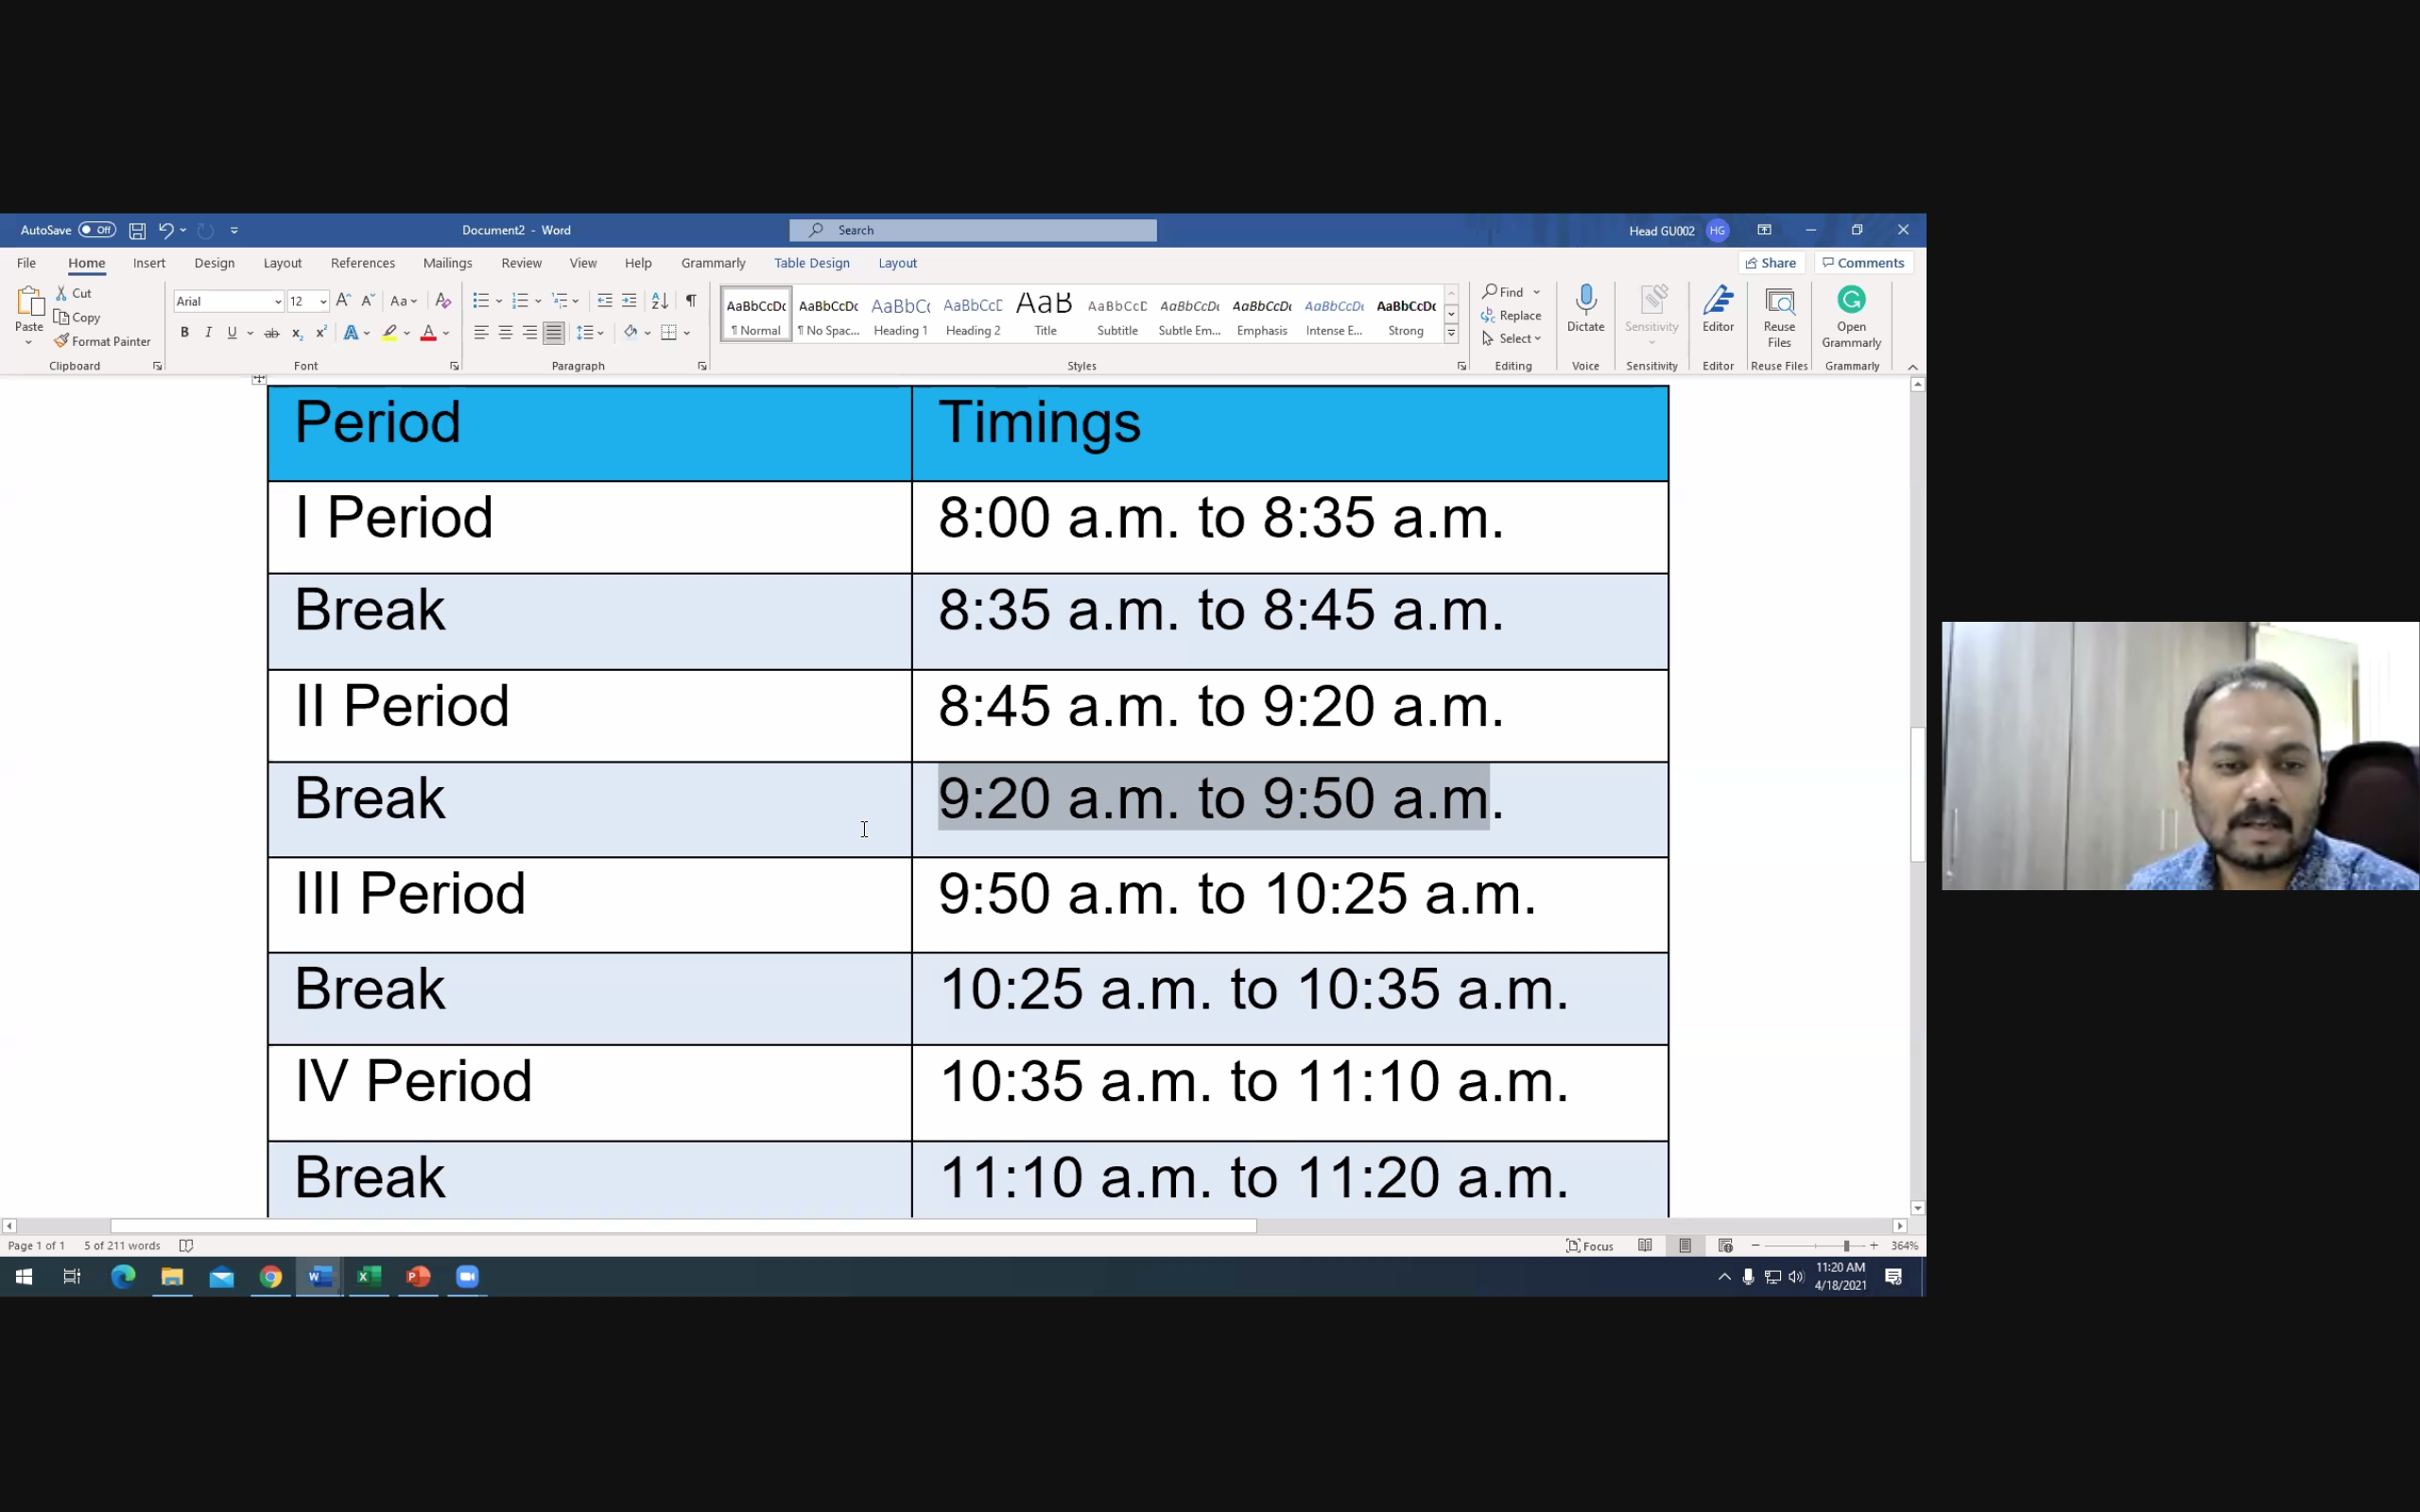 AutoSave Off Document2 - Word Search Head GU002 HG
File Home Insert Design Layout References Mailings Review View Help Grammarly Table Design Layout Share Comments
Paste Cut Copy Format Painter Clipboard
Arial 12 Aa Font
Paragraph
AaBbCcDc AaBbCcDc AaBbCc AaBbCcD AaB AaBbCcD AaBbCcDc AaBbCcDc AaBbCcDc AaBbCcDc
¶ Normal ¶ No Spac... Heading 1 Heading 2 Title Subtitle Subtle Em... Emphasis Intense E... Strong
Styles
Find Replace Select Editing
Dictate Voice
Sensitivity Sensitivity
Editor Editor
Reuse Files Reuse Files
Open Grammarly Grammarly
Period Timings
I Period 8:00 a.m. to 8:35 a.m.
Break 8:35 a.m. to 8:45 a.m.
II Period 8:45 a.m. to 9:20 a.m.
Break 9:20 a.m. to 9:50 a.m.
III Period 9:50 a.m. to 10:25 a.m.
Break 10:25 a.m. to 10:35 a.m.
IV Period 10:35 a.m. to 11:10 a.m.
Break 11:10 a.m. to 11:20 a.m.
Page 1 of 1 5 of 211 words Focus 364%
11:20 AM
4/18/2021